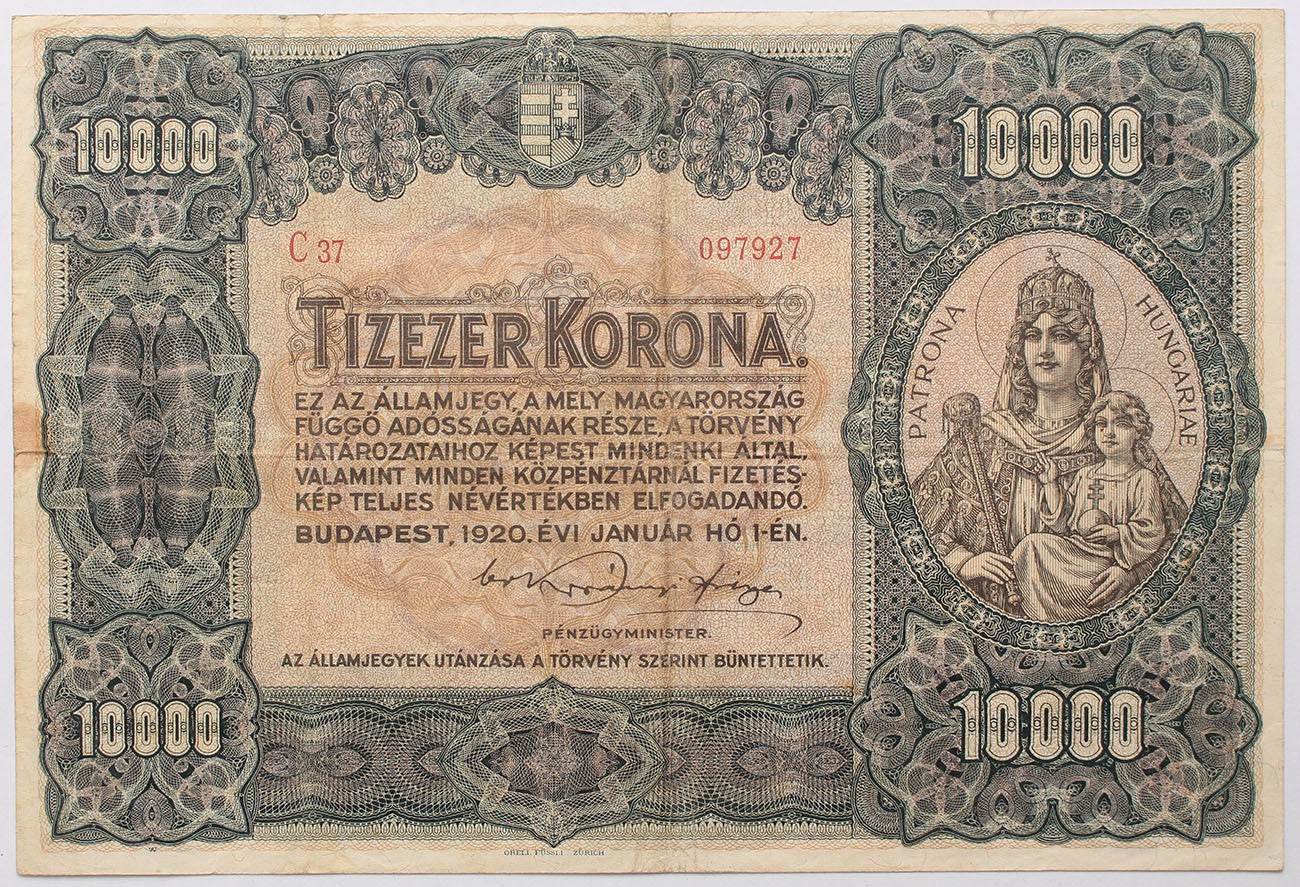 10.000
10000
C 37
097927
TIZEZER KORONA.
EZ AZ ÁLLAMJEGY, A MELY MAGYARORSZÁG
FÜGGŐ ADÓSSÁGÁNAK RÉSZE, A TÖRVÉNY
HATÁROZATAIHOZ KÉPEST MINDENKI ÁLTAL,
VALAMINT MINDEN KÖZPÉNZTÁRNÁL FIZETÉS-
KÉP TELJES NÉVÉRTÉKBEN ELFOGADANDÓ.
BUDAPEST, 1920. ÉVI JANUÁR HÓ 1-ÉN.
PÉNZÜGYMINISTER.
AZ ÁLLAMJEGYEK UTÁNZÁSA A TÖRVÉNY SZERINT BÜNTETTETIK.
PATRONA HUNGARIAE
10000
10000
ORELL FÜSSLI ZÜRICH